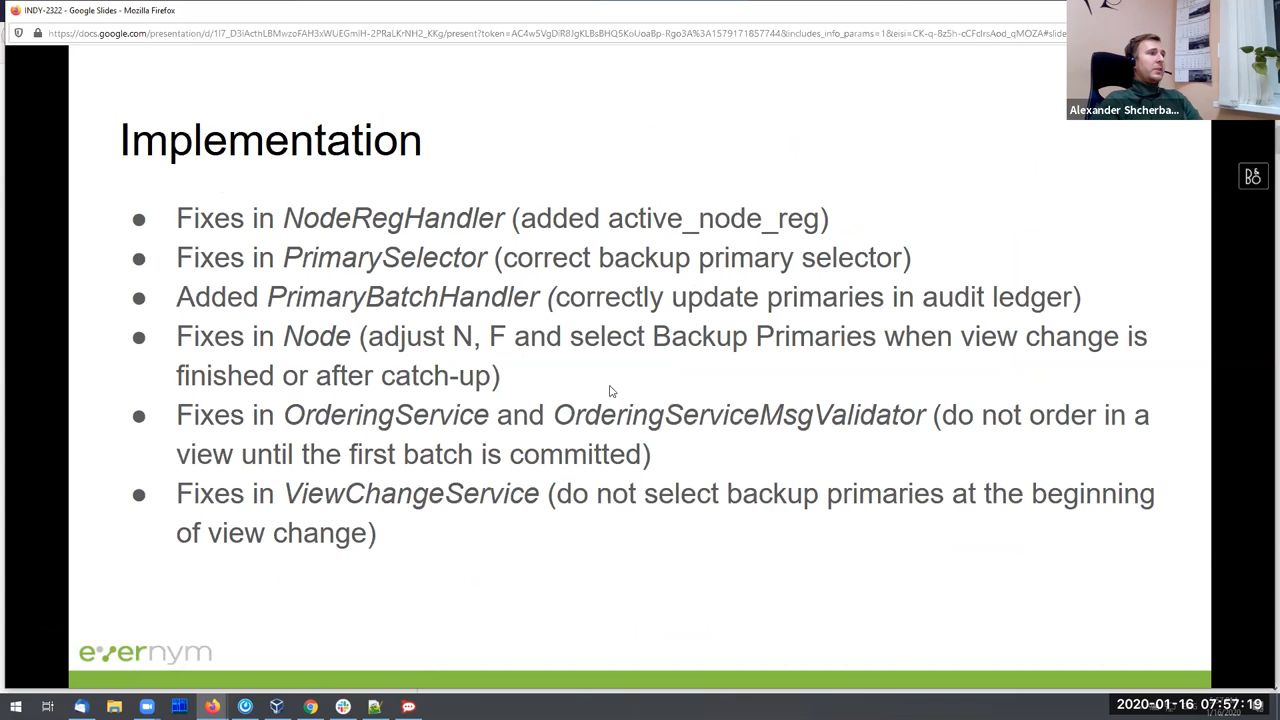 INDY-2322 - Google Slides - Mozilla Firefox
Alexander Shcherba...
Implementation
● Fixes in NodeRegHandler (added active_node_reg)
● Fixes in PrimarySelector (correct backup primary selector)
● Added PrimaryBatchHandler (correctly update primaries in audit ledger)
● Fixes in Node (adjust N, F and select Backup Primaries when view change is
finished or after catch-up)
● Fixes in OrderingService and OrderingServiceMsgValidator (do not order in a
view until the first batch is committed)
● Fixes in ViewChangeService (do not select backup primaries at the beginning
of view change)
evernym
2020-01-16 07:57:19